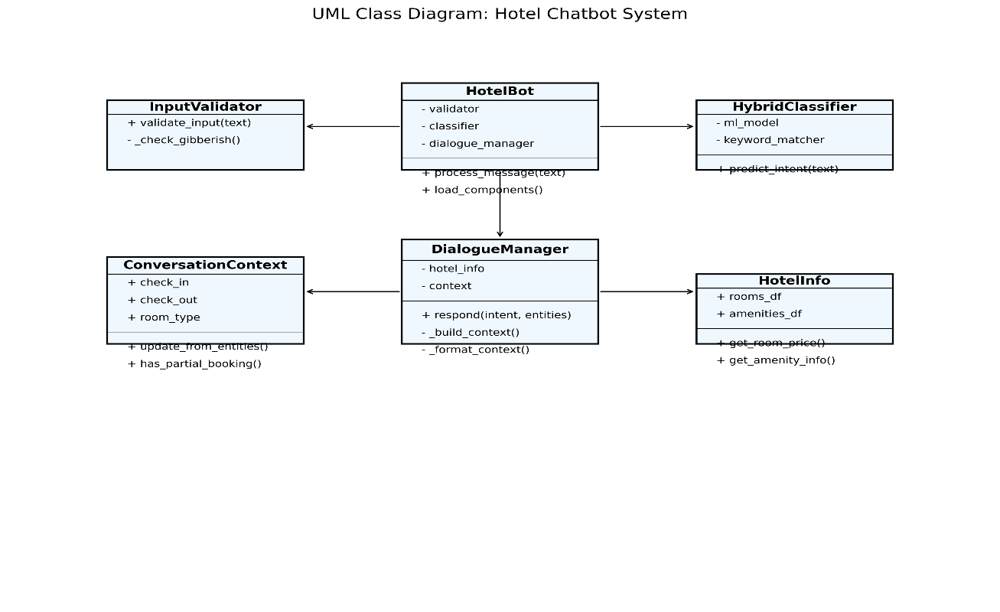 UML Class Diagram: Hotel Chatbot System
InputValidator
+ validate_input(text)
- _check_gibberish()
HotelBot
- validator
- classifier
- dialogue_manager
+ process_message(text)
+ load_components()
HybridClassifier
- ml_model
- keyword_matcher
+ predict_intent(text)
ConversationContext
+ check_in
+ check_out
+ room_type
+ update_from_entities()
+ has_partial_booking()
DialogueManager
- hotel_info
- context
+ respond(intent, entities)
- _build_context()
- _format_context()
HotelInfo
+ rooms_df
+ amenities_df
+ get_room_price()
+ get_amenity_info()